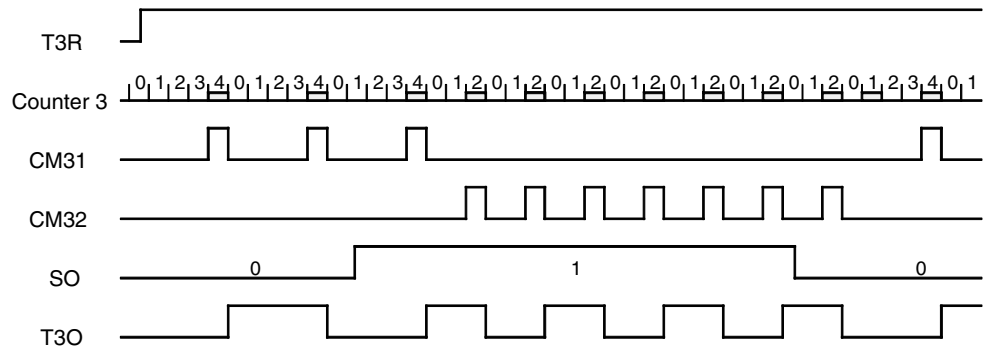 T3R
Counter 3 0 1 2 3 4 0 1 2 3 4 0 1 2 3 4 0 1 2 0 1 2 0 1 2 0 1 2 0 1 2 0 1 2 0 1 2 0 1 2 3 4 0 1
CM31
CM32
SO 0 1 0
T3O